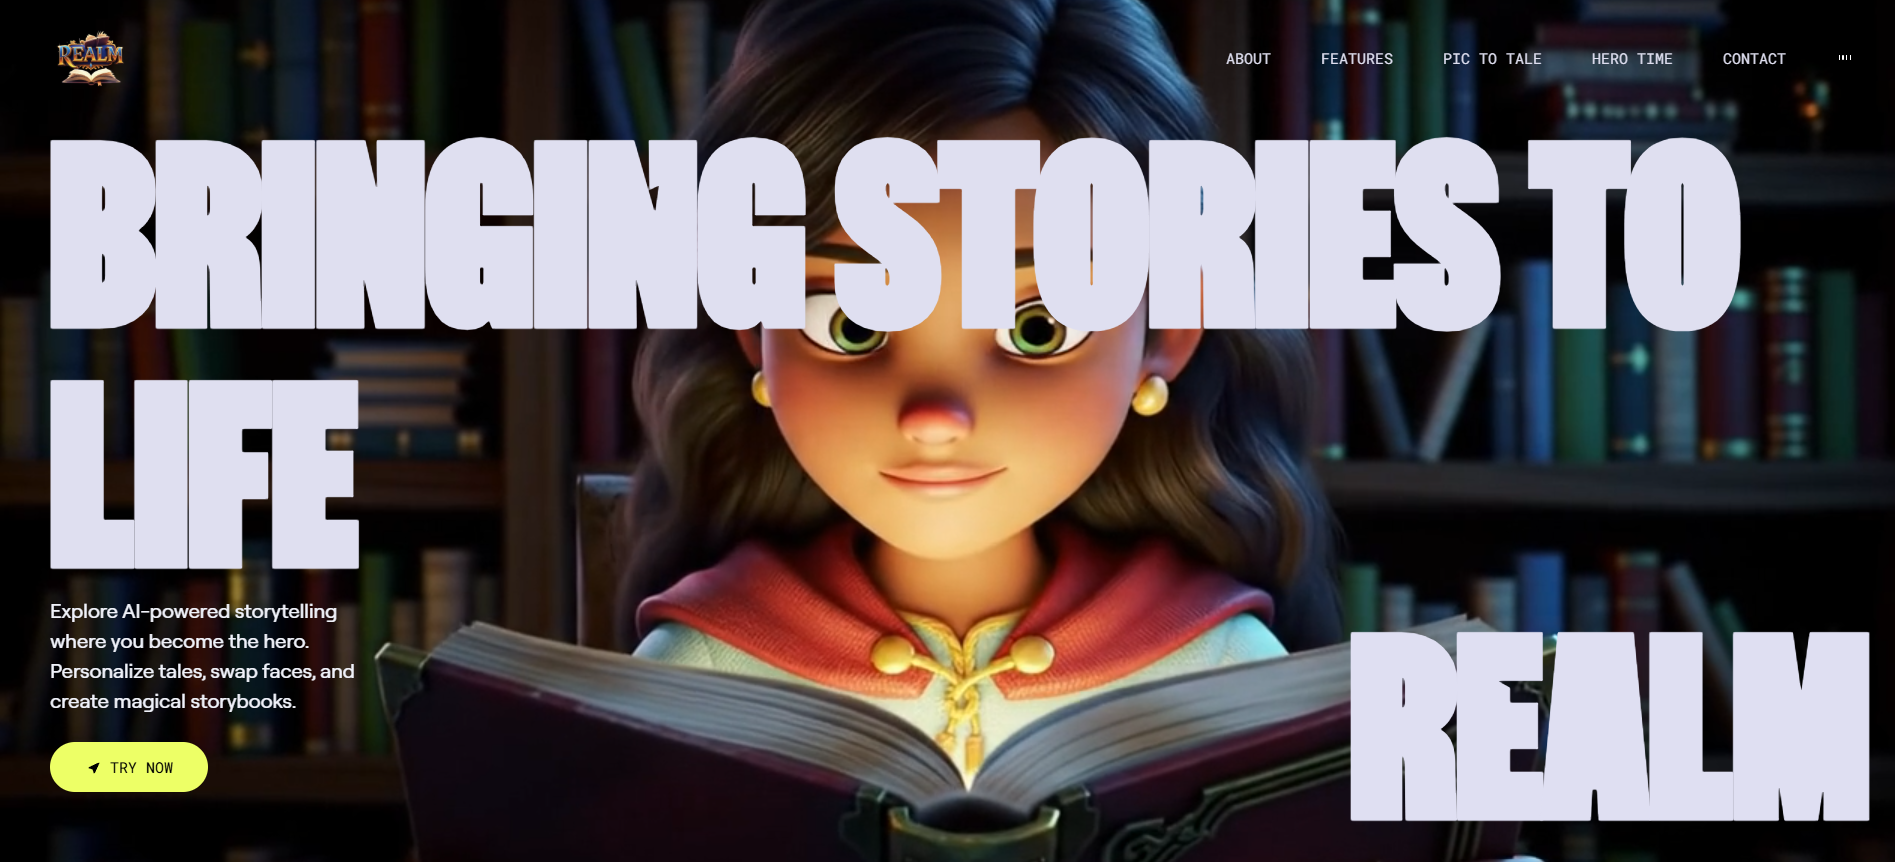 REALM
ABOUT FEATURES PIC TO TALE HERO TIME CONTACT
BRINGING STORIES TO
LIFE
Explore AI-powered storytelling
where you become the hero.
Personalize tales, swap faces, and
create magical storybooks.
TRY NOW
REALM